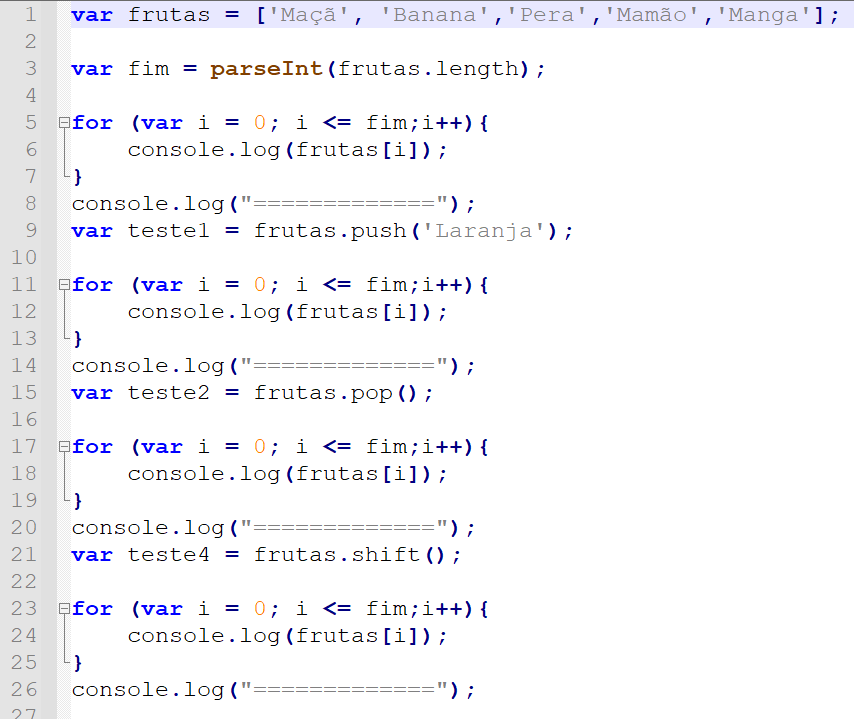 1 var frutas = ['Maçã', 'Banana','Pera','Mamão','Manga'];
2
3 var fim = parseInt(frutas.length);
4
5 for (var i = 0; i <= fim;i++){
6 console.log(frutas[i]);
7 }
8 console.log("=============");
9 var teste1 = frutas.push('Laranja');
10
11 for (var i = 0; i <= fim;i++){
12 console.log(frutas[i]);
13 }
14 console.log("=============");
15 var teste2 = frutas.pop();
16
17 for (var i = 0; i <= fim;i++){
18 console.log(frutas[i]);
19 }
20 console.log("=============");
21 var teste4 = frutas.shift();
22
23 for (var i = 0; i <= fim;i++){
24 console.log(frutas[i]);
25 }
26 console.log("=============");
27